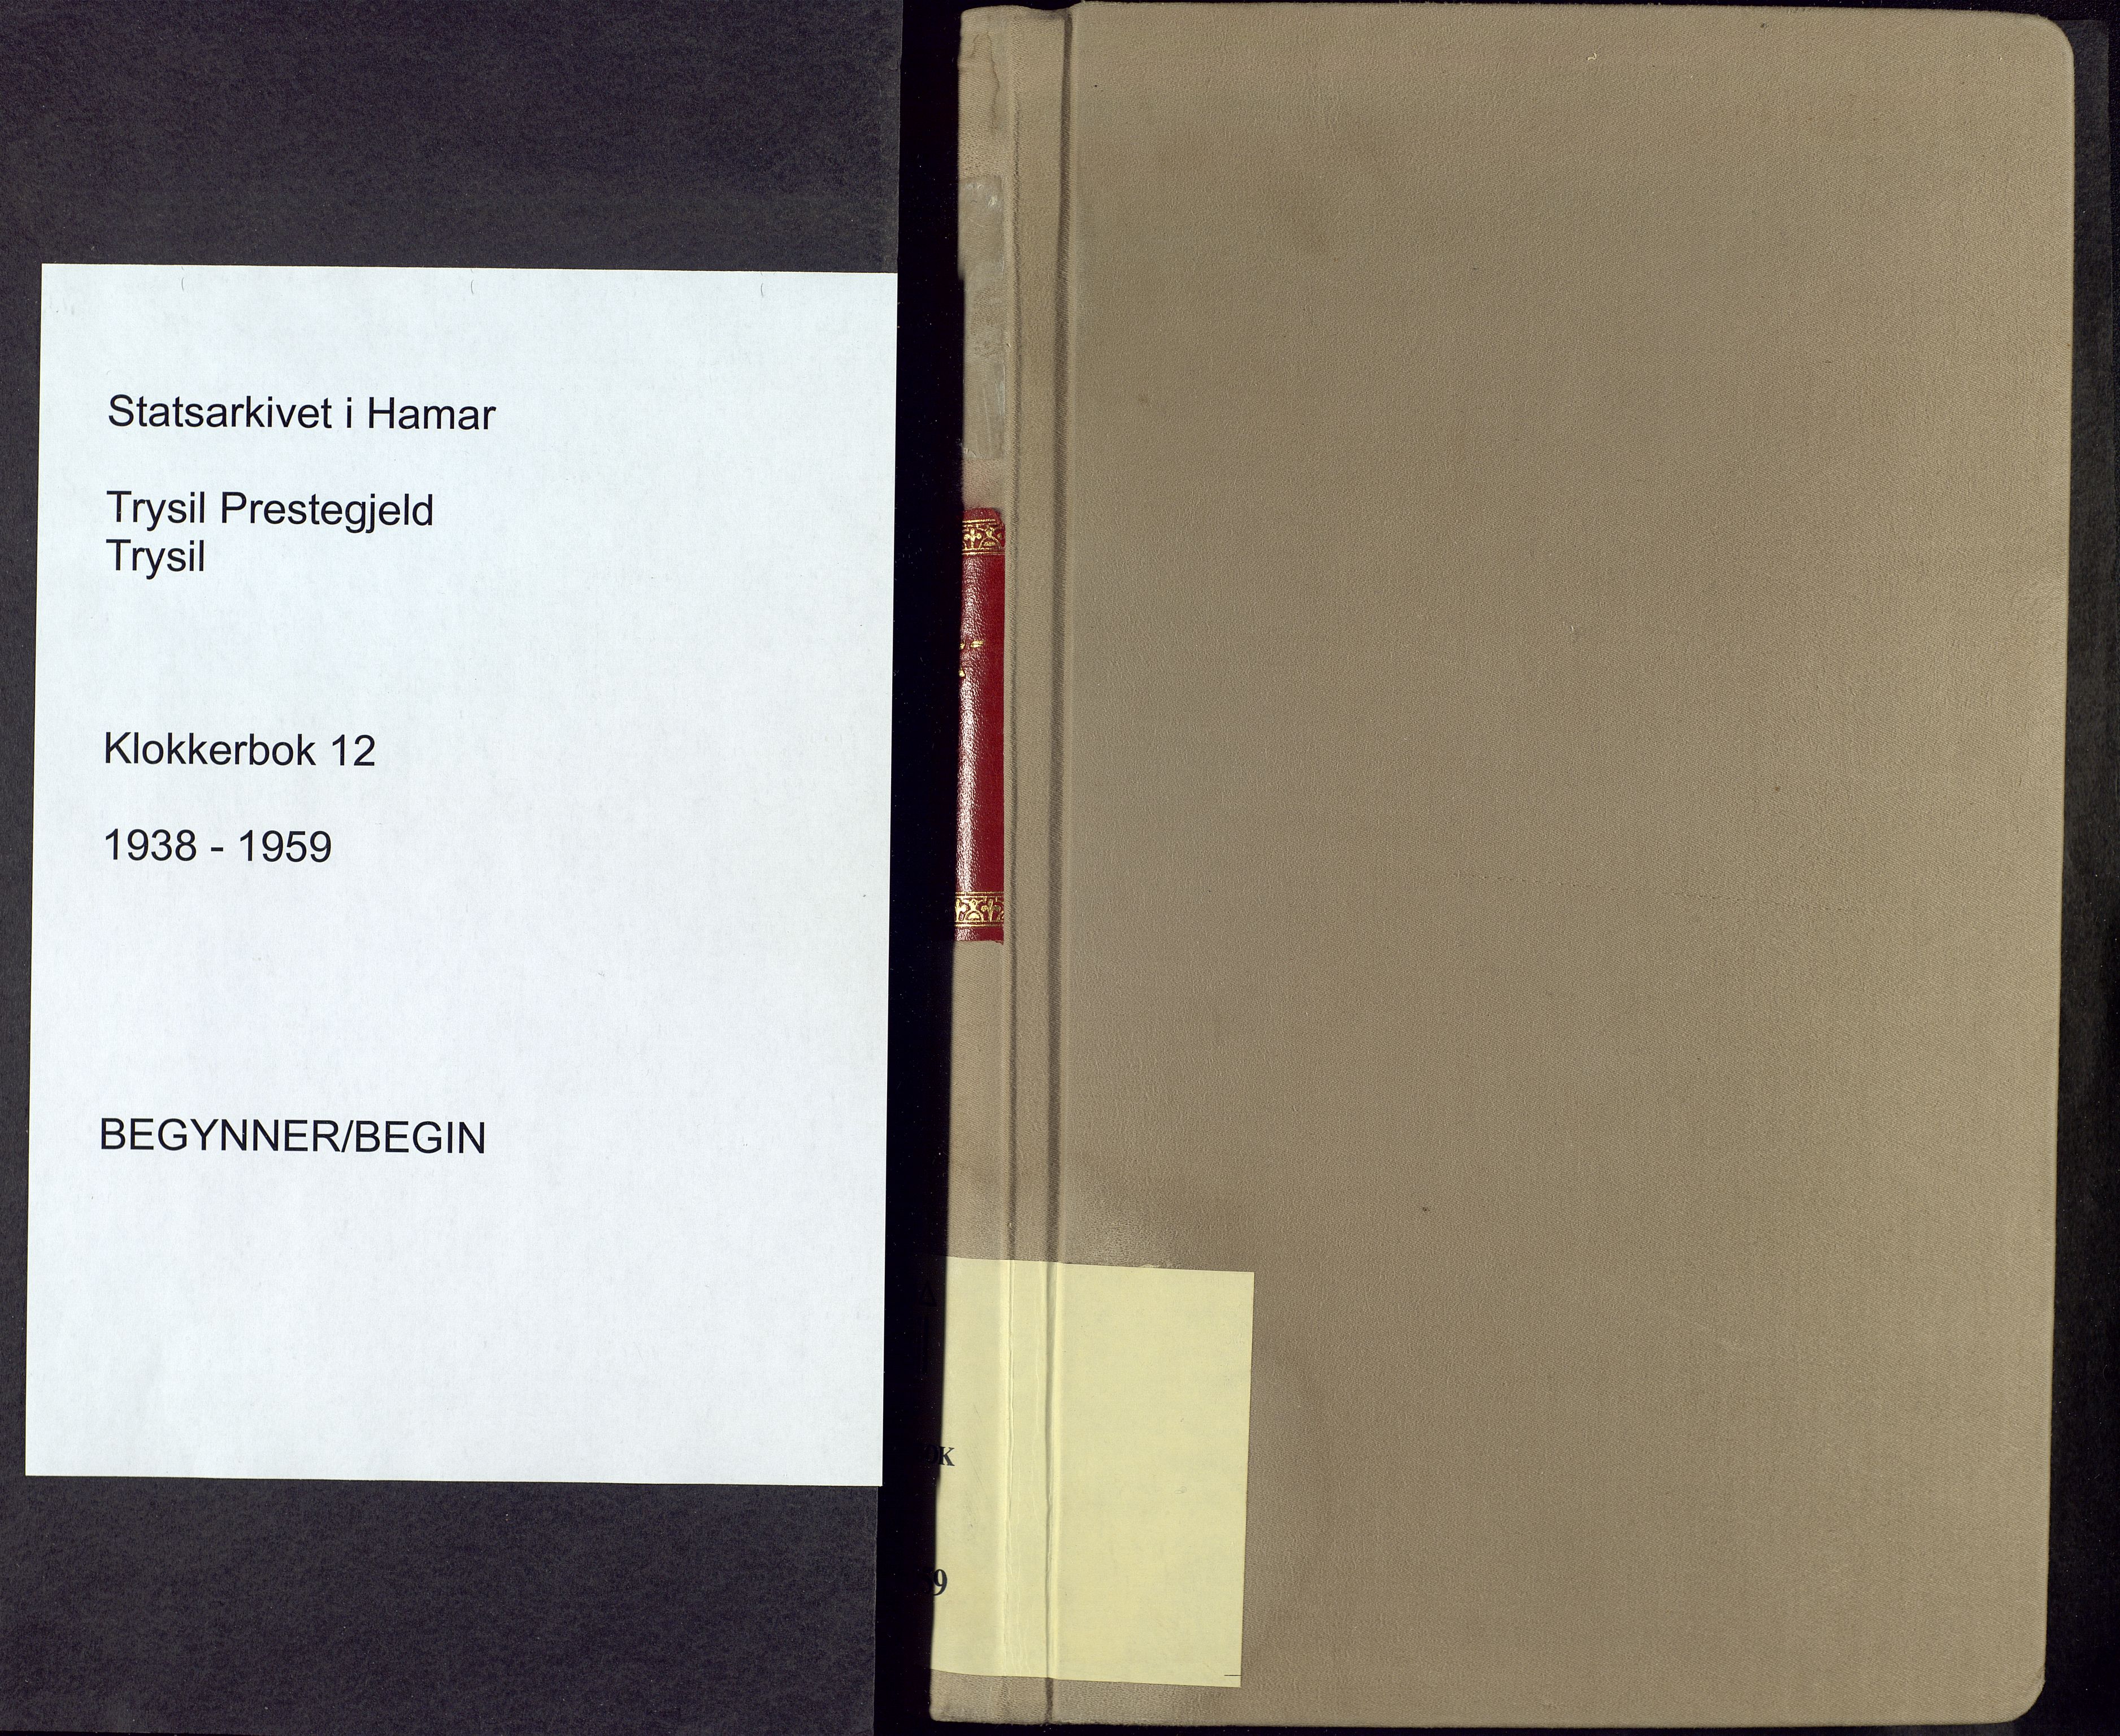 Statsarkivet i Hamar
Trysil Prestegjeld
Trysil
Klokkerbok 12
1938 - 1959
BEGYNNER/BEGIN